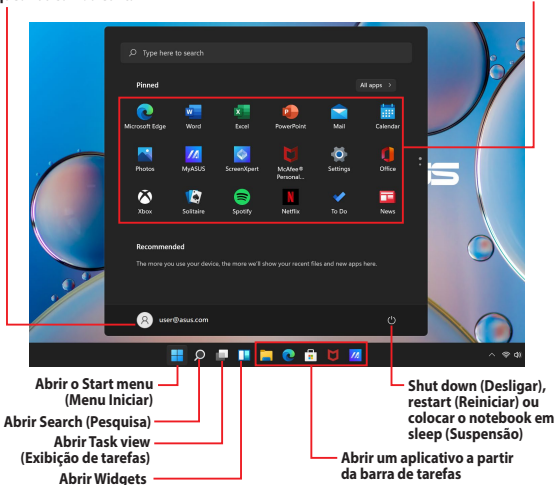 Type here to search
Pinned
All apps >
Microsoft Edge
Word
Excel
PowerPoint
Mail
Calendar
Photos
MyASUS
ScreenXpert
McAfee®
Personal...
Settings
Office
Xbox
Solitaire
Spotify
Netflix
To Do
News
Recommended
The more you use your device, the more we'll show your recent files and new apps here.
user@asus.com
Abrir o Start menu
(Menu Iniciar)
Abrir Search (Pesquisa)
Abrir Task view
(Exibição de tarefas)
Abrir Widgets
Shut down (Desligar),
restart (Reiniciar) ou
colocar o notebook em
sleep (Suspensão)
Abrir um aplicativo a partir
da barra de tarefas